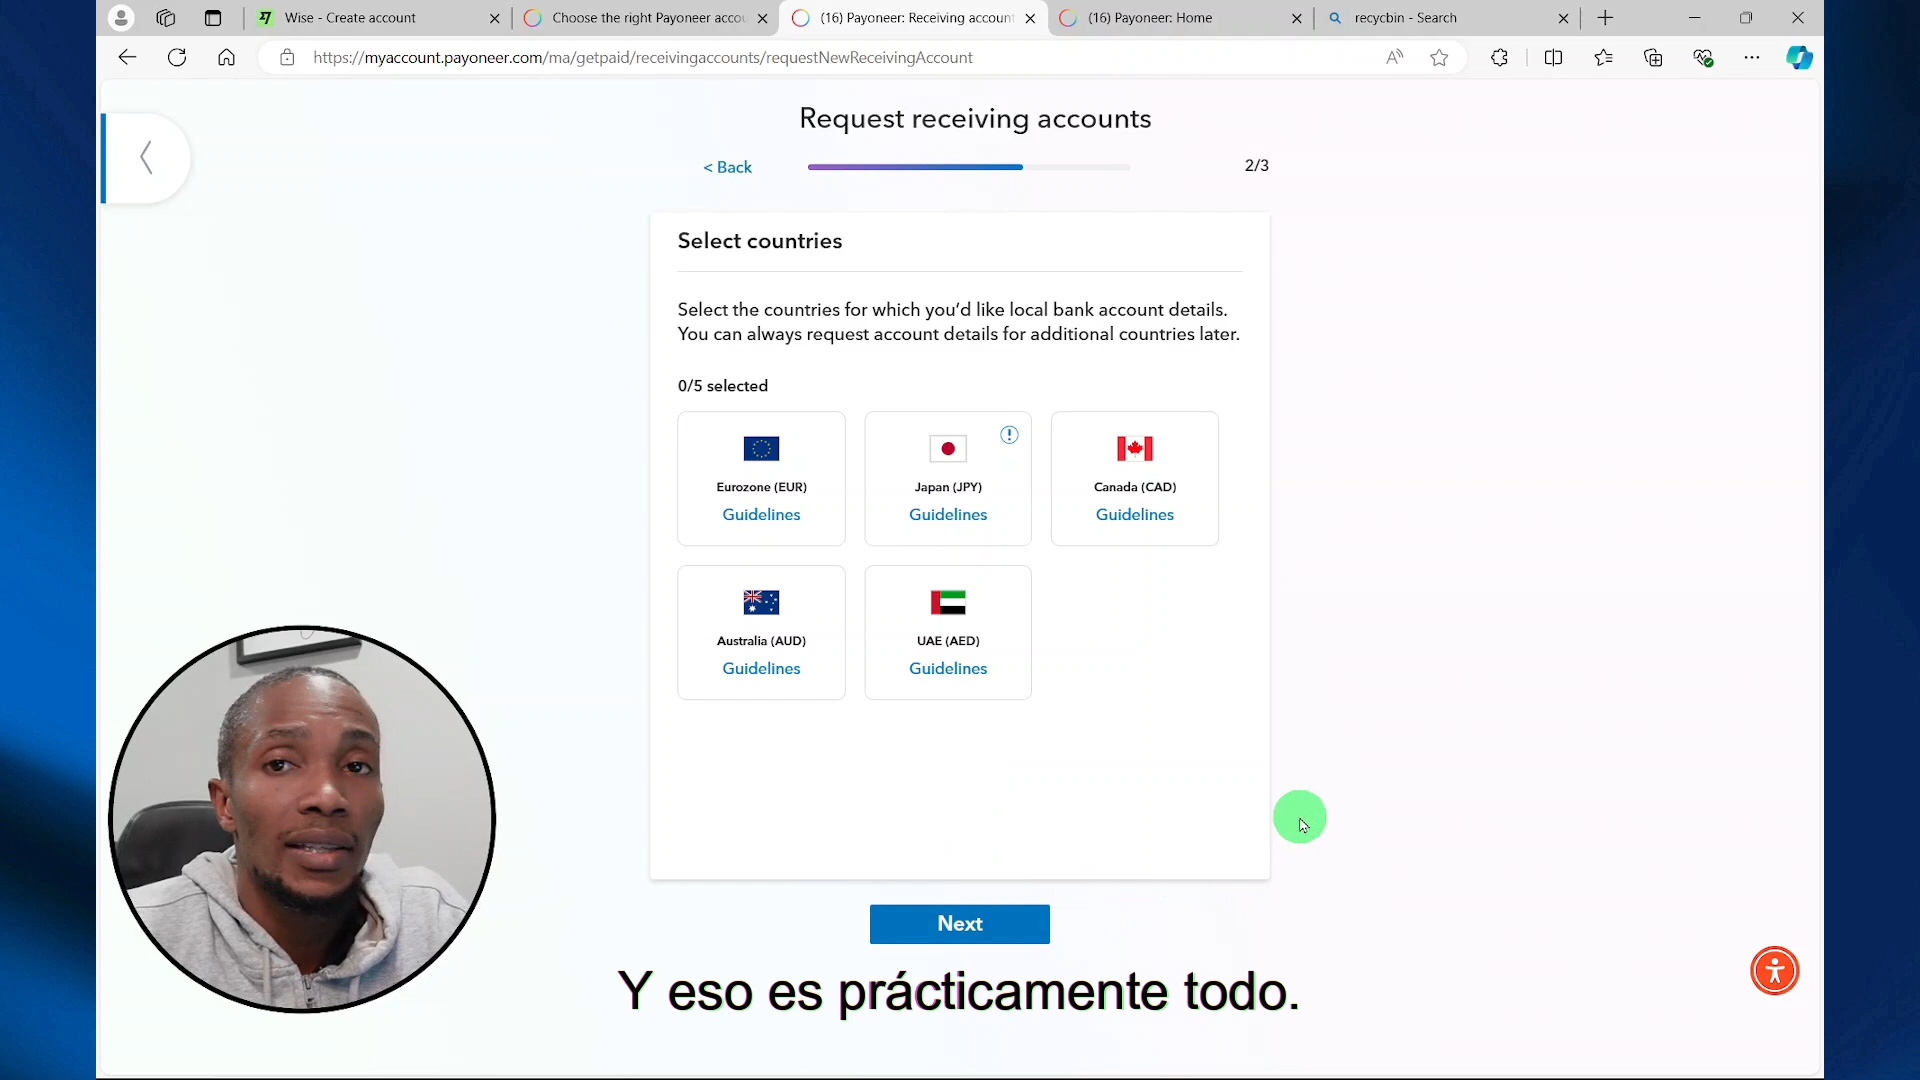 Wise - Create account
Choose the right Payoneer accou
(16) Payoneer: Receiving account
(16) Payoneer: Home
recycbin - Search
https://myaccount.payoneer.com/ma/getpaid/receivingaccounts/requestNewReceivingAccount
Request receiving accounts
< Back
2/3
Select countries
Select the countries for which you'd like local bank account details.
You can always request account details for additional countries later.
0/5 selected
Eurozone (EUR)
Guidelines
Japan (JPY)
Guidelines
Canada (CAD)
Guidelines
Australia (AUD)
Guidelines
UAE (AED)
Guidelines
Next
Y eso es prácticamente todo.